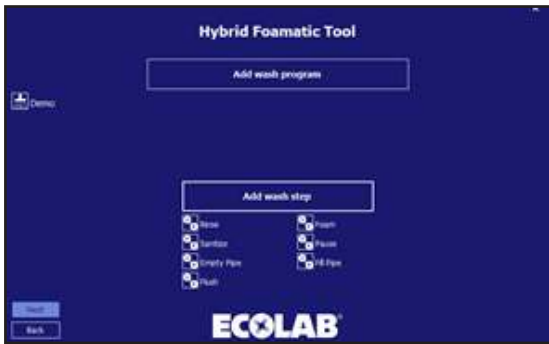 Hybrid Foamatic Tool
Add wash program
Demo
Add wash step
Rinse
Foam
Sanitize
Pause
Empty Pipe
Fill Pipe
Flush
Next
Back
ECOLAB®